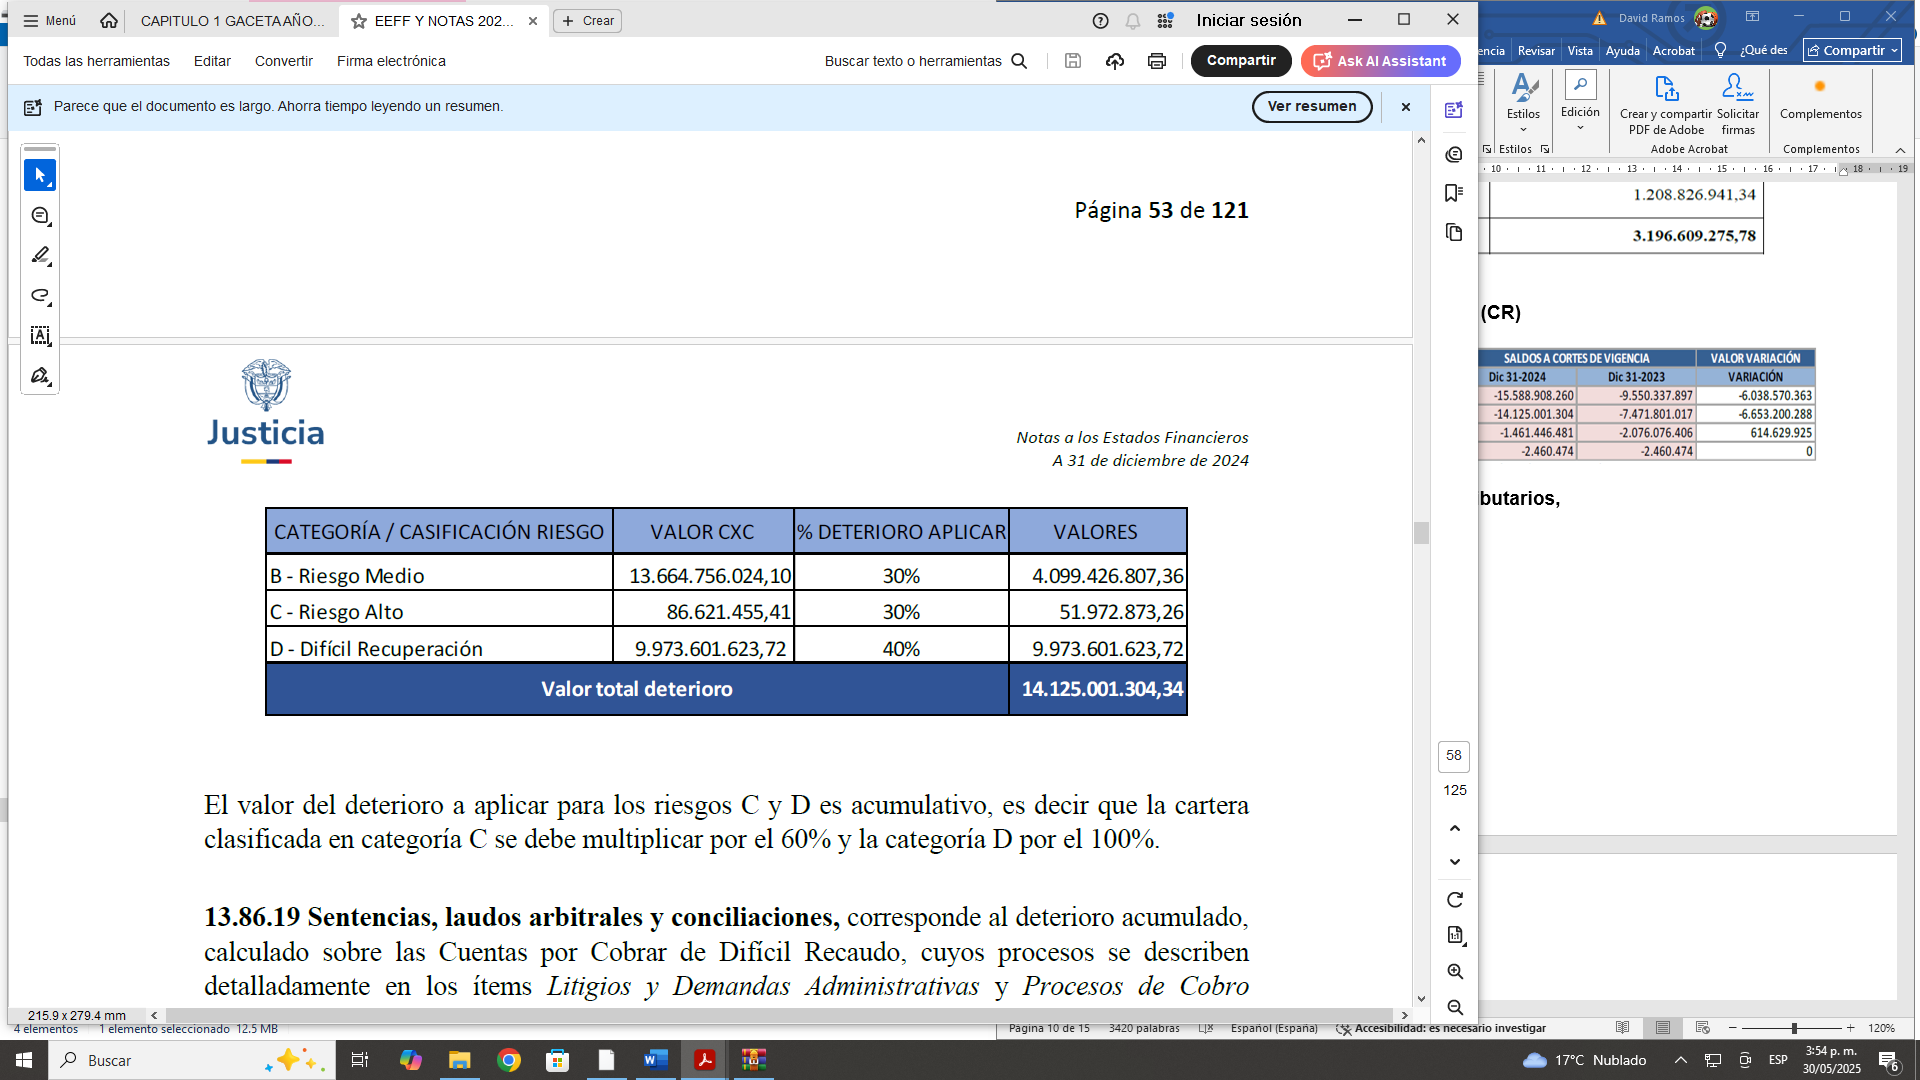 Menú
CAPITULO 1 GACETA AÑO...
EEFF Y NOTAS 202...
Crear
Iniciar sesión
Todas las herramientas
Editar
Convertir
Firma electrónica
Buscar texto o herramientas
Compartir
Ask AI Assistant
Parece que el documento es largo. Ahorra tiempo leyendo un resumen.
Ver resumen
Página 53 de 121
Justicia
Notas a los Estados Financieros
A 31 de diciembre de 2024
CATEGORÍA / CASIFICACIÓN RIESGO VALOR CXC % DETERIORO APLICAR VALORES
B - Riesgo Medio 13.664.756.024,10 30% 4.099.426.807,36
C - Riesgo Alto 86.621.455,41 30% 51.972.873,26
D - Difícil Recuperación 9.973.601.623,72 40% 9.973.601.623,72
Valor total deterioro 14.125.001.304,34
El valor del deterioro a aplicar para los riesgos C y D es acumulativo, es decir que la cartera
clasificada en categoría C se debe multiplicar por el 60% y la categoría D por el 100%.
13.86.19 Sentencias, laudos arbitrales y conciliaciones, corresponde al deterioro acumulado,
calculado sobre las Cuentas por Cobrar de Difícil Recaudo, cuyos procesos se describen
detalladamente en los ítems Litigios y Demandas Administrativas y Procesos de Cobro
215.9 x 279.4 mm
58
125
David Ramos
encia Revisar Vista Ayuda Acrobat ¿Qué des Compartir
Estilos
Edición
Crear y compartir
PDF de Adobe
Solicitar
firmas
Complementos
Estilos Adobe Acrobat Complementos
10 11 12 13 14 15 16 17 18 19
1.208.826.941,34
3.196.609.275,78
(CR)
SALDOS A CORTES DE VIGENCIA VALOR VARIACIÓN
Dic 31-2024 Dic 31-2023 VARIACIÓN
-15.588.908.260 -9.550.337.897 -6.038.570.363
-14.125.001.304 -7.471.801.017 -6.653.200.288
-1.461.446.481 -2.076.076.406 614.629.925
-2.460.474 -2.460.474 0
butarios,
4 elementos 1 elemento seleccionado 12.5 MB
Página 10 de 15 3420 palabras Español (España) Accesibilidad: es necesario investigar 120%
Buscar
17°C Nublado
ESP
3:54 p. m.
30/05/2025
6